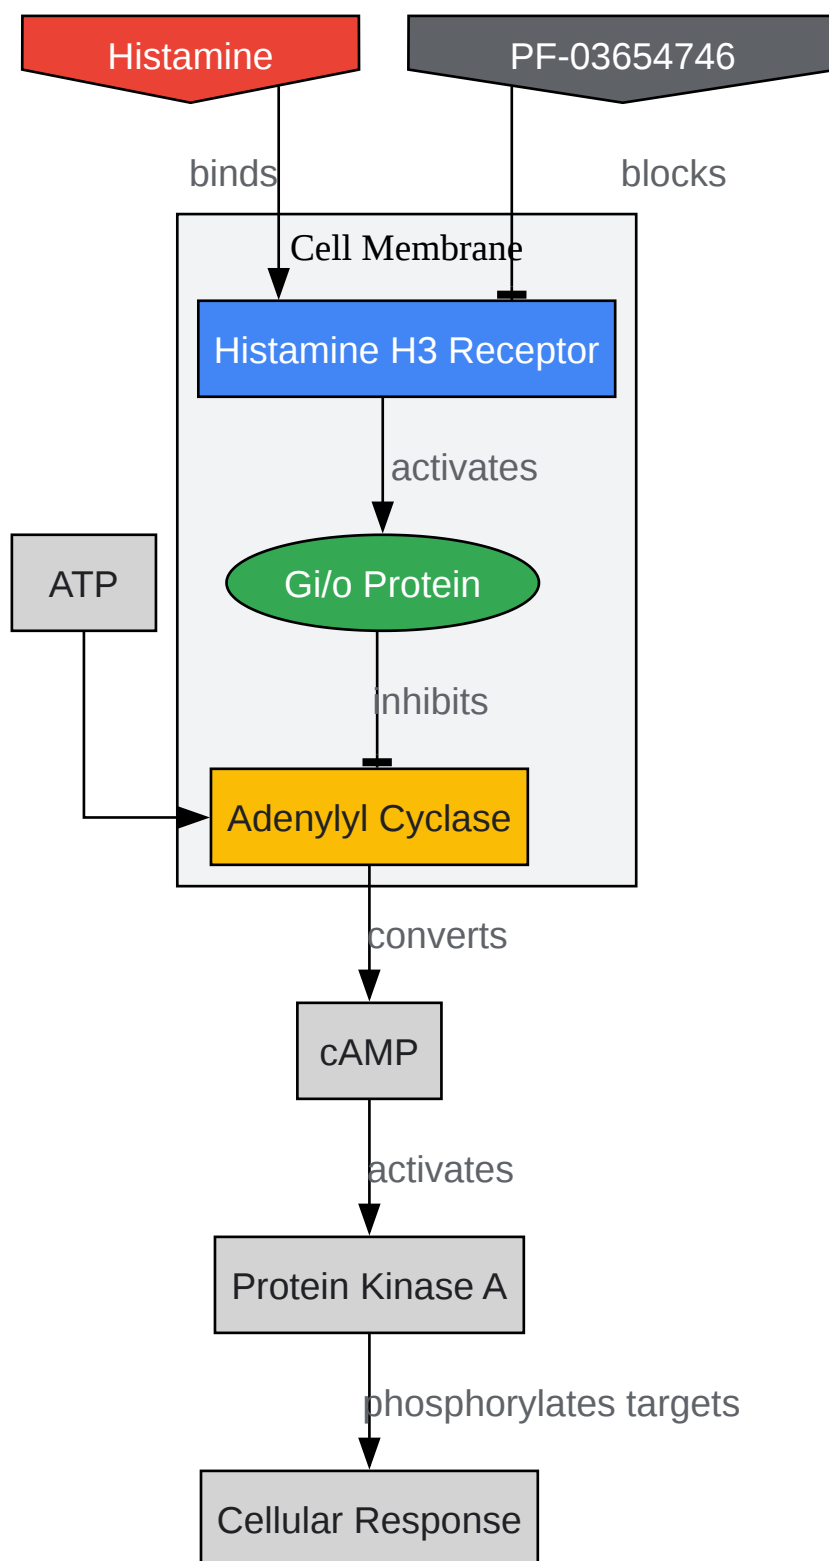 Histamine
PF-03654746
binds
blocks
Cell Membrane
Histamine H3 Receptor
activates
ATP
Gi/o Protein
inhibits
Adenylyl Cyclase
converts
cAMP
activates
Protein Kinase A
phosphorylates targets
Cellular Response